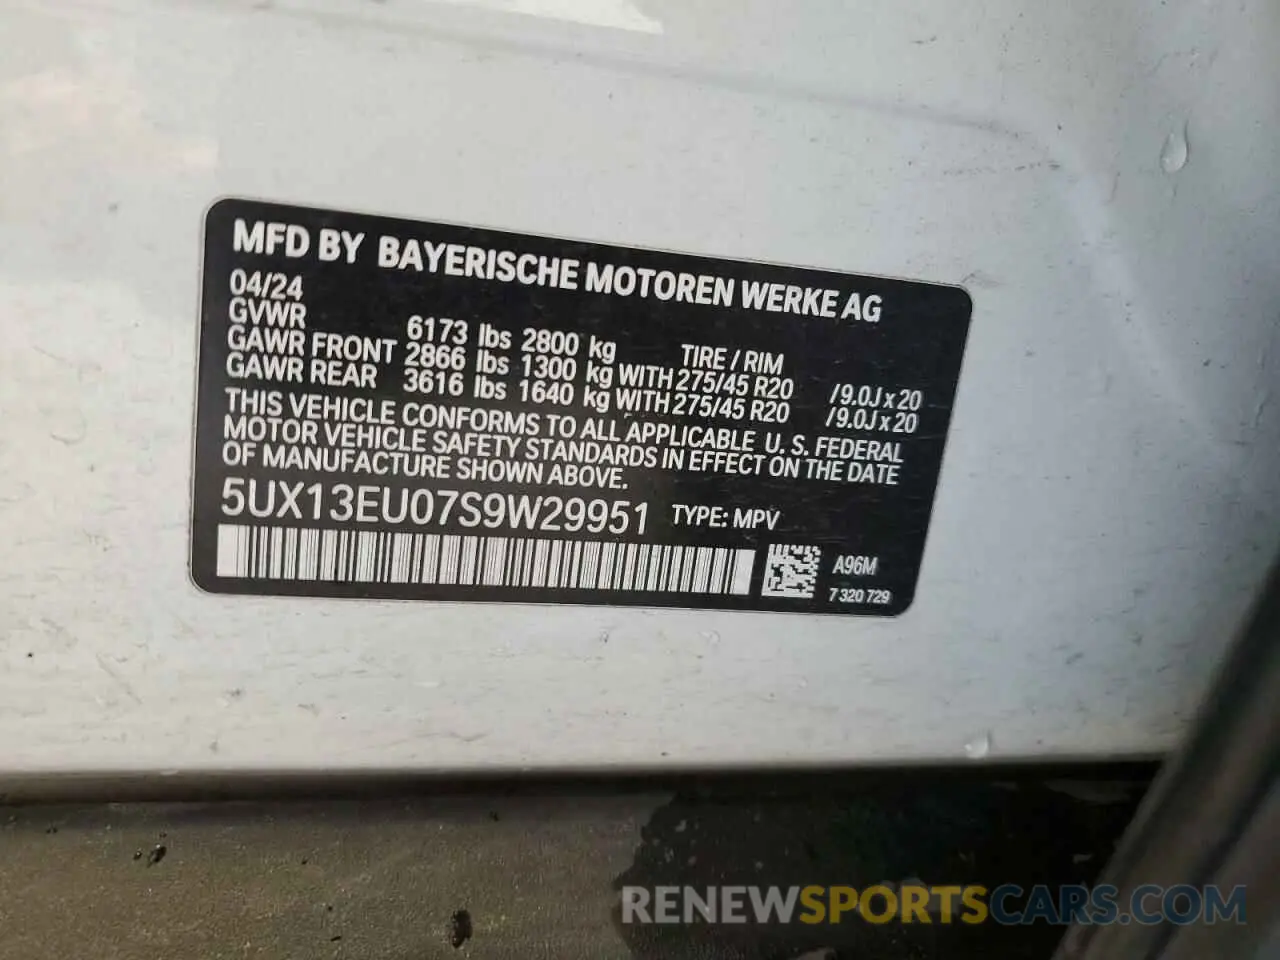 MFD BY BAYERISCHE MOTOREN WERKE AG
04/24
GVWR 6173 lbs 2800 kg TIRE / RIM
GAWR FRONT 2866 lbs 1300 kg WITH 275/45 R20 /9.0J x 20
GAWR REAR 3616 lbs 1640 kg WITH 275/45 R20 /9.0J x 20
THIS VEHICLE CONFORMS TO ALL APPLICABLE U. S. FEDERAL
MOTOR VEHICLE SAFETY STANDARDS IN EFFECT ON THE DATE
OF MANUFACTURE SHOWN ABOVE.
5UX13EU07S9W29951 TYPE: MPV
A96M
7 320 729
RENEWSPORTSCARS.COM